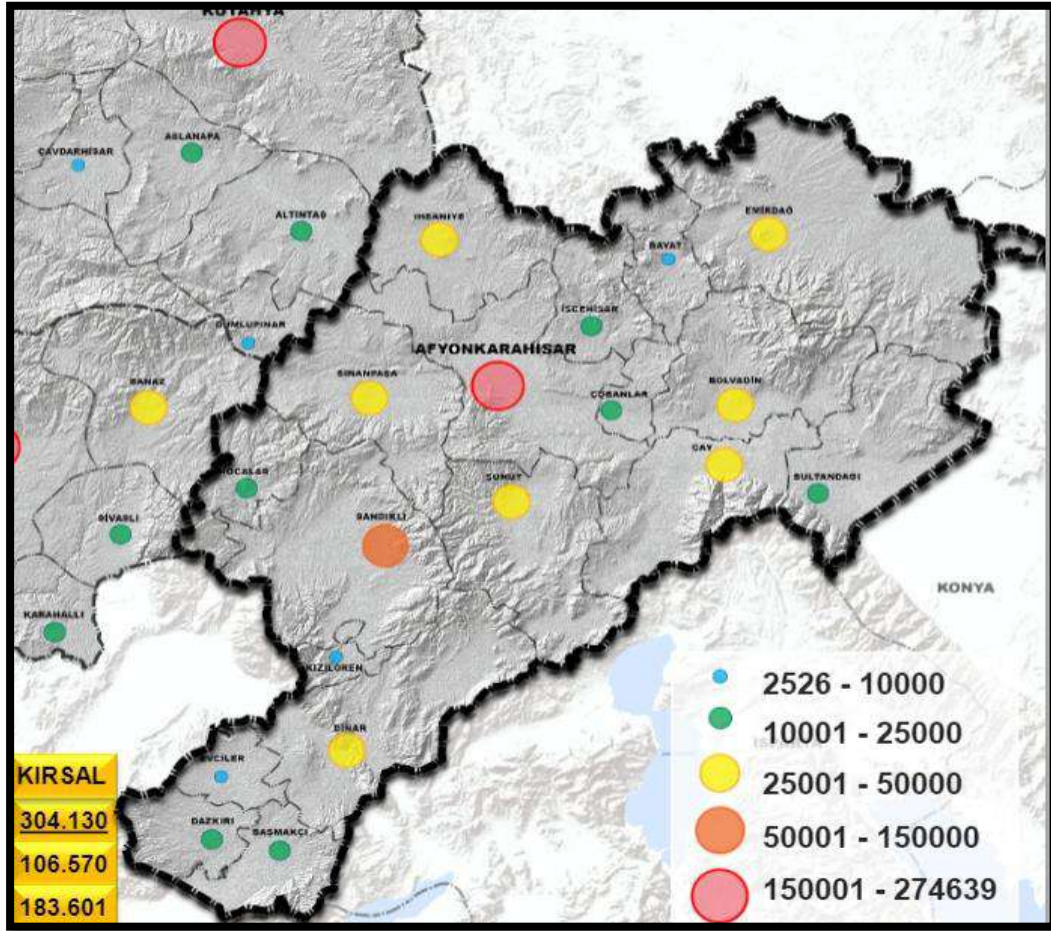 KÜTAHYA
ASLANAPA
ÇAVDARHİSAR
ALTINTAŞ
İHSANİYE
EMİRDAĞ
BAYAT
İSCEHİSAR
DUMLUPINAR
AFYONKARAHİSAR
SİNANPAŞA
BANAZ
ÇOBANLAR
BOLVADİN
ÇAY
HOCALAR
ŞUHUT
SULTANDAĞI
SİVASLI
SANDIKLI
KONYA
KARAHALLI
KIZILÖREN
2526 - 10000
10001 - 25000
DİNAR
EVCİLER
KIRSAL
25001 - 50000
304.130
DAZKIRI
BAŞMAKÇI
50001 - 150000
106.570
150001 - 274639
183.601